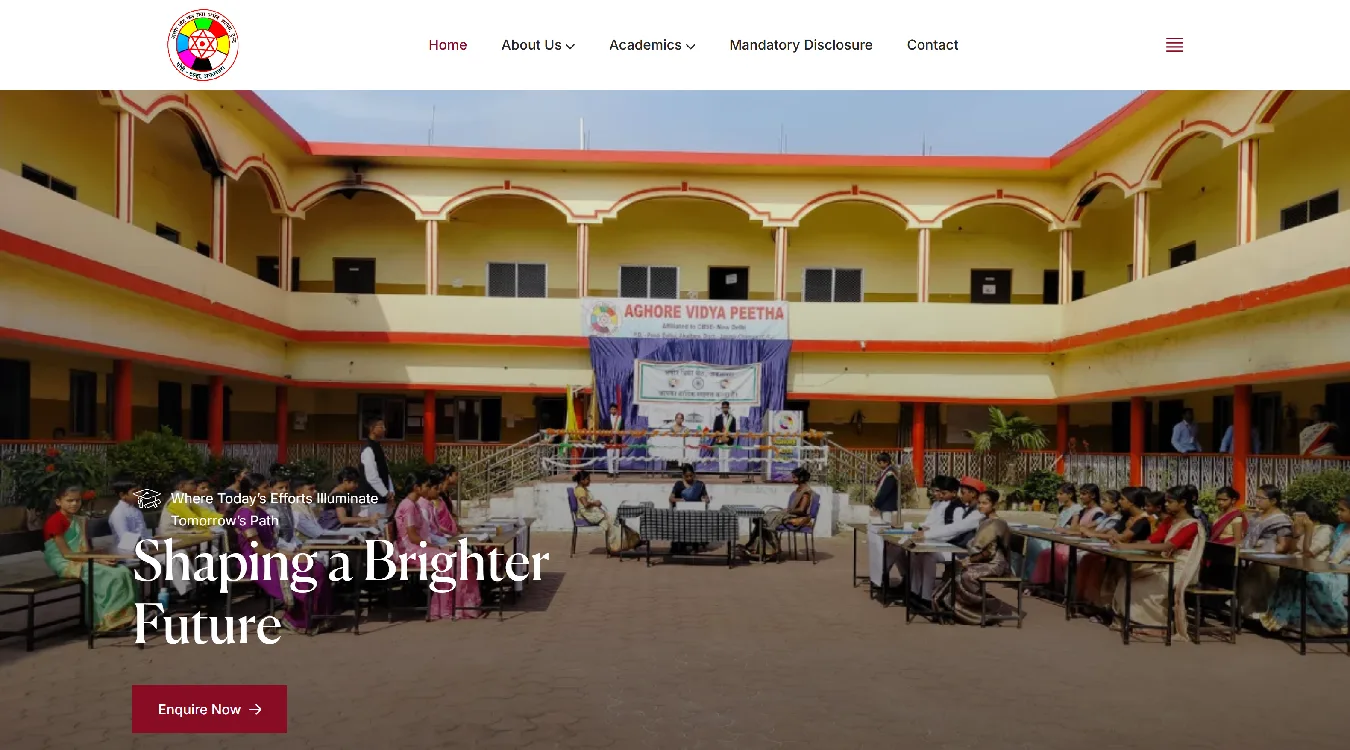 Home
About Us
Academics
Mandatory Disclosure
Contact
AGHORE VIDYA PEETHA
Affiliated to CBSE- New Delhi
Where Today's Efforts Illuminate
Tomorrow's Path
Shaping a Brighter
Future
Enquire Now